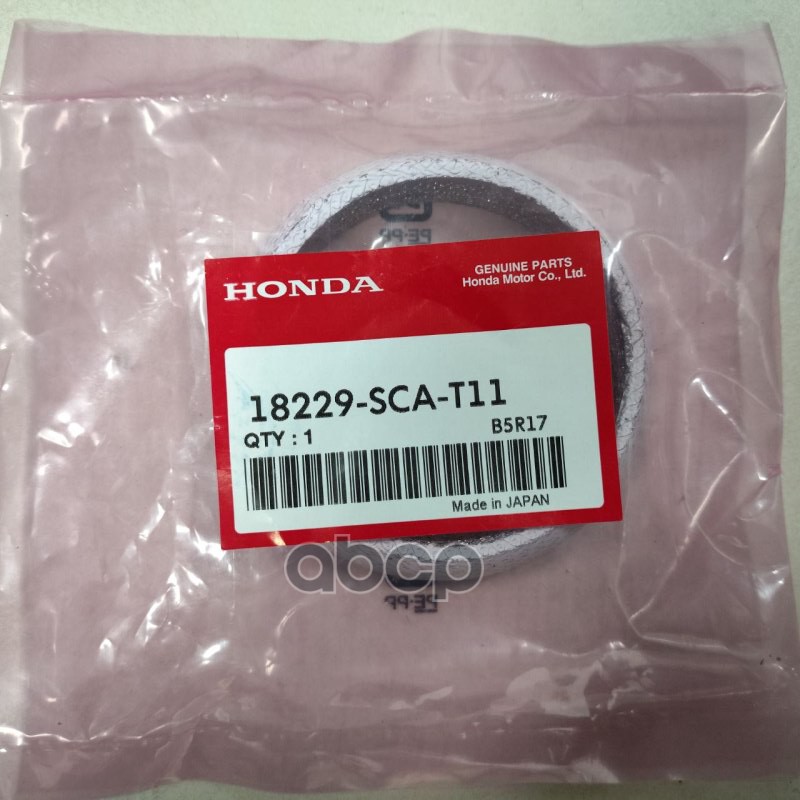 PE·PP
HONDA
GENUINE PARTS
Honda Motor Co., Ltd.
18229-SCA-T11
QTY : 1
B5R17
Made in JAPAN
abcp
PE·PP